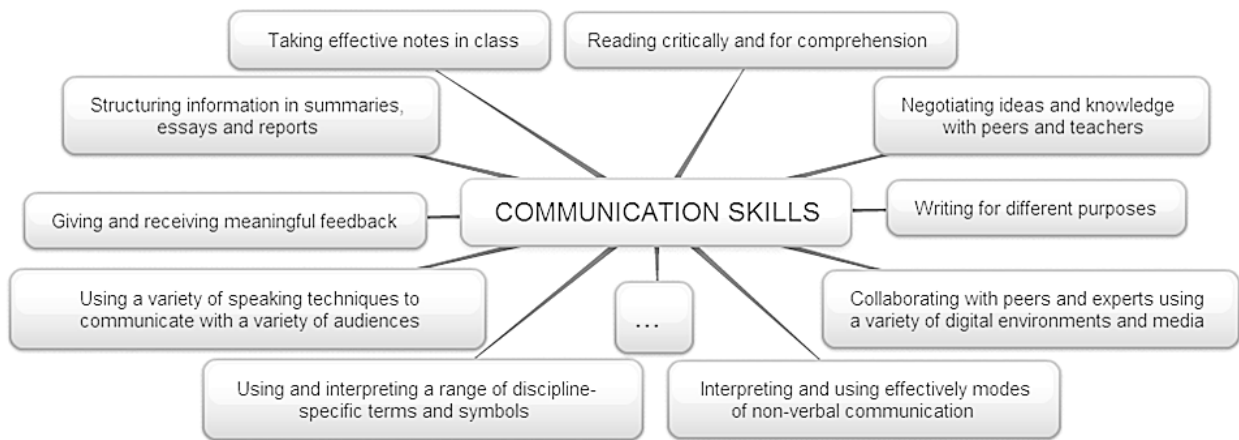 Taking effective notes in class
Reading critically and for comprehension
Structuring information in summaries,
essays and reports
Negotiating ideas and knowledge
with peers and teachers
COMMUNICATION SKILLS
Giving and receiving meaningful feedback
Writing for different purposes
Using a variety of speaking techniques to
communicate with a variety of audiences
...
Collaborating with peers and experts using
a variety of digital environments and media
Using and interpreting a range of discipline-
specific terms and symbols
Interpreting and using effectively modes
of non-verbal communication